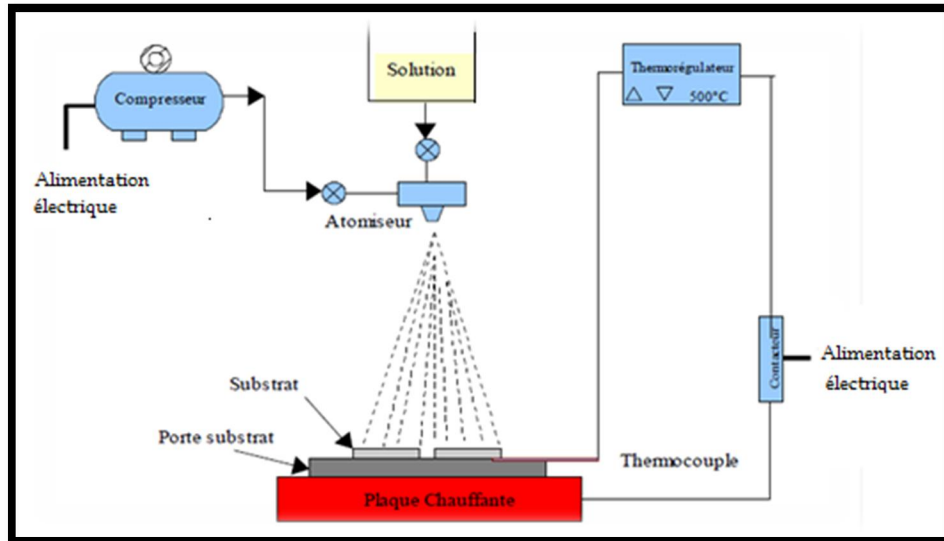 Solution
Thermorégulateur
500°C
Compresseur
Alimentation
électrique
Atomiseur
Contacteur
Alimentation
électrique
Substrat
Porte substrat
Thermocouple
Plaque Chauffante